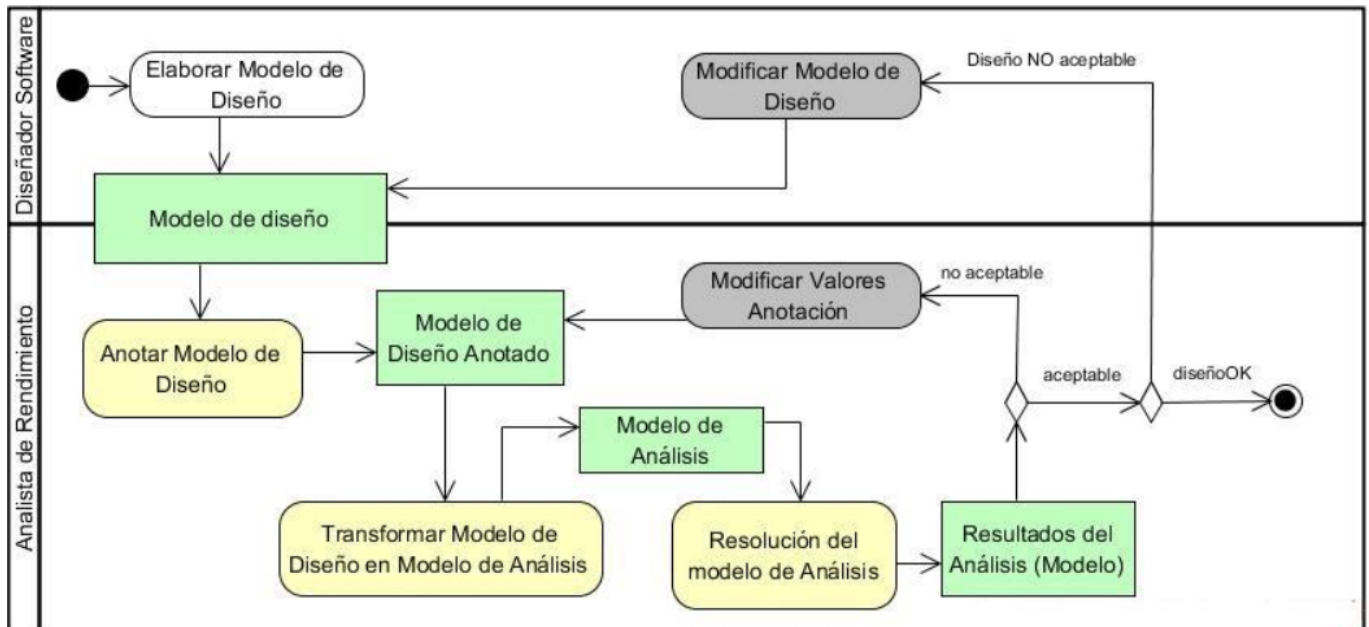 Diseñador Software
Elaborar Modelo de
Diseño
Modificar Modelo de
Diseño
Diseño NO aceptable
Modelo de diseño
Analista de Rendimiento
Anotar Modelo de
Diseño
Modelo de
Diseño Anotado
Modificar Valores
Anotación
no aceptable
aceptable
diseñoOK
Modelo de
Análisis
Transformar Modelo de
Diseño en Modelo de Análisis
Resolución del
modelo de Análisis
Resultados del
Análisis (Modelo)